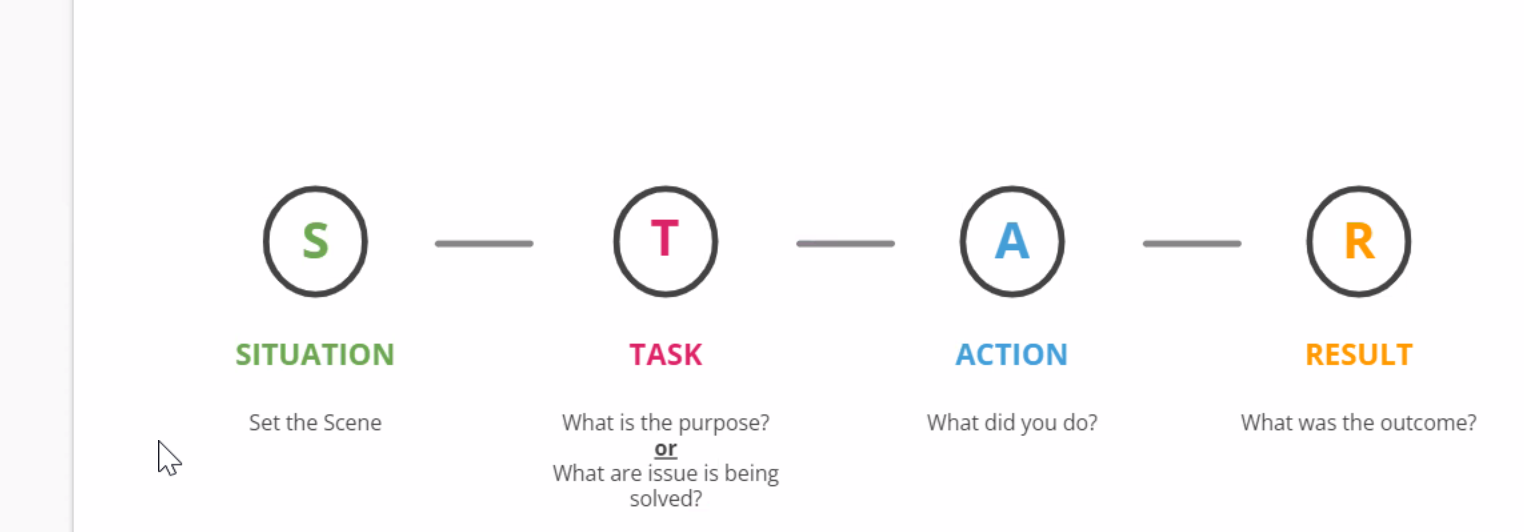 S T A R
SITUATION TASK ACTION RESULT
Set the Scene What is the purpose? What did you do? What was the outcome?
or
What are issue is being
solved?